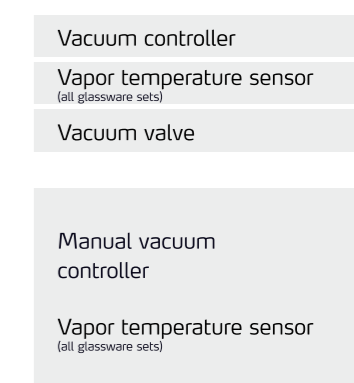 Vacuum controller
Vapor temperature sensor
(all glassware sets)
Vacuum valve
Manual vacuum
controller
Vapor temperature sensor
(all glassware sets)